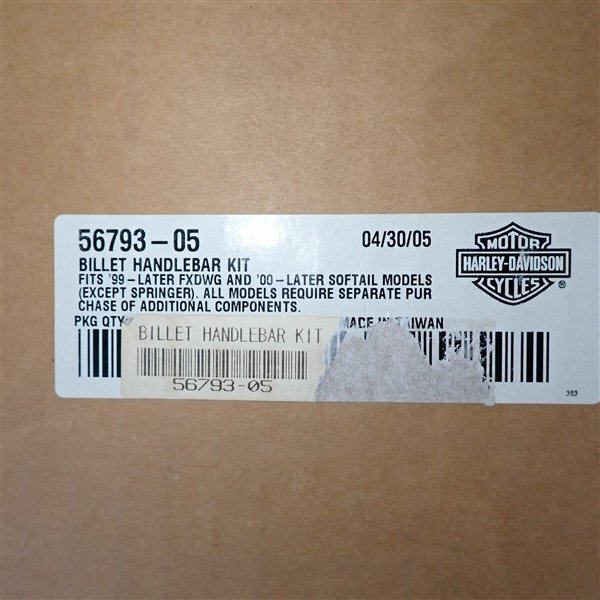 56793-05 04/30/05
BILLET HANDLEBAR KIT
FITS '99-LATER FXDWG AND '00-LATER SOFTAIL MODELS
(EXCEPT SPRINGER). ALL MODELS REQUIRE SEPARATE PUR
CHASE OF ADDITIONAL COMPONENTS.
PKG QTY MADE IN TAIWAN
MOTOR
HARLEY-DAVIDSON
CYCLES ®
BILLET HANDLEBAR KIT
56793-05